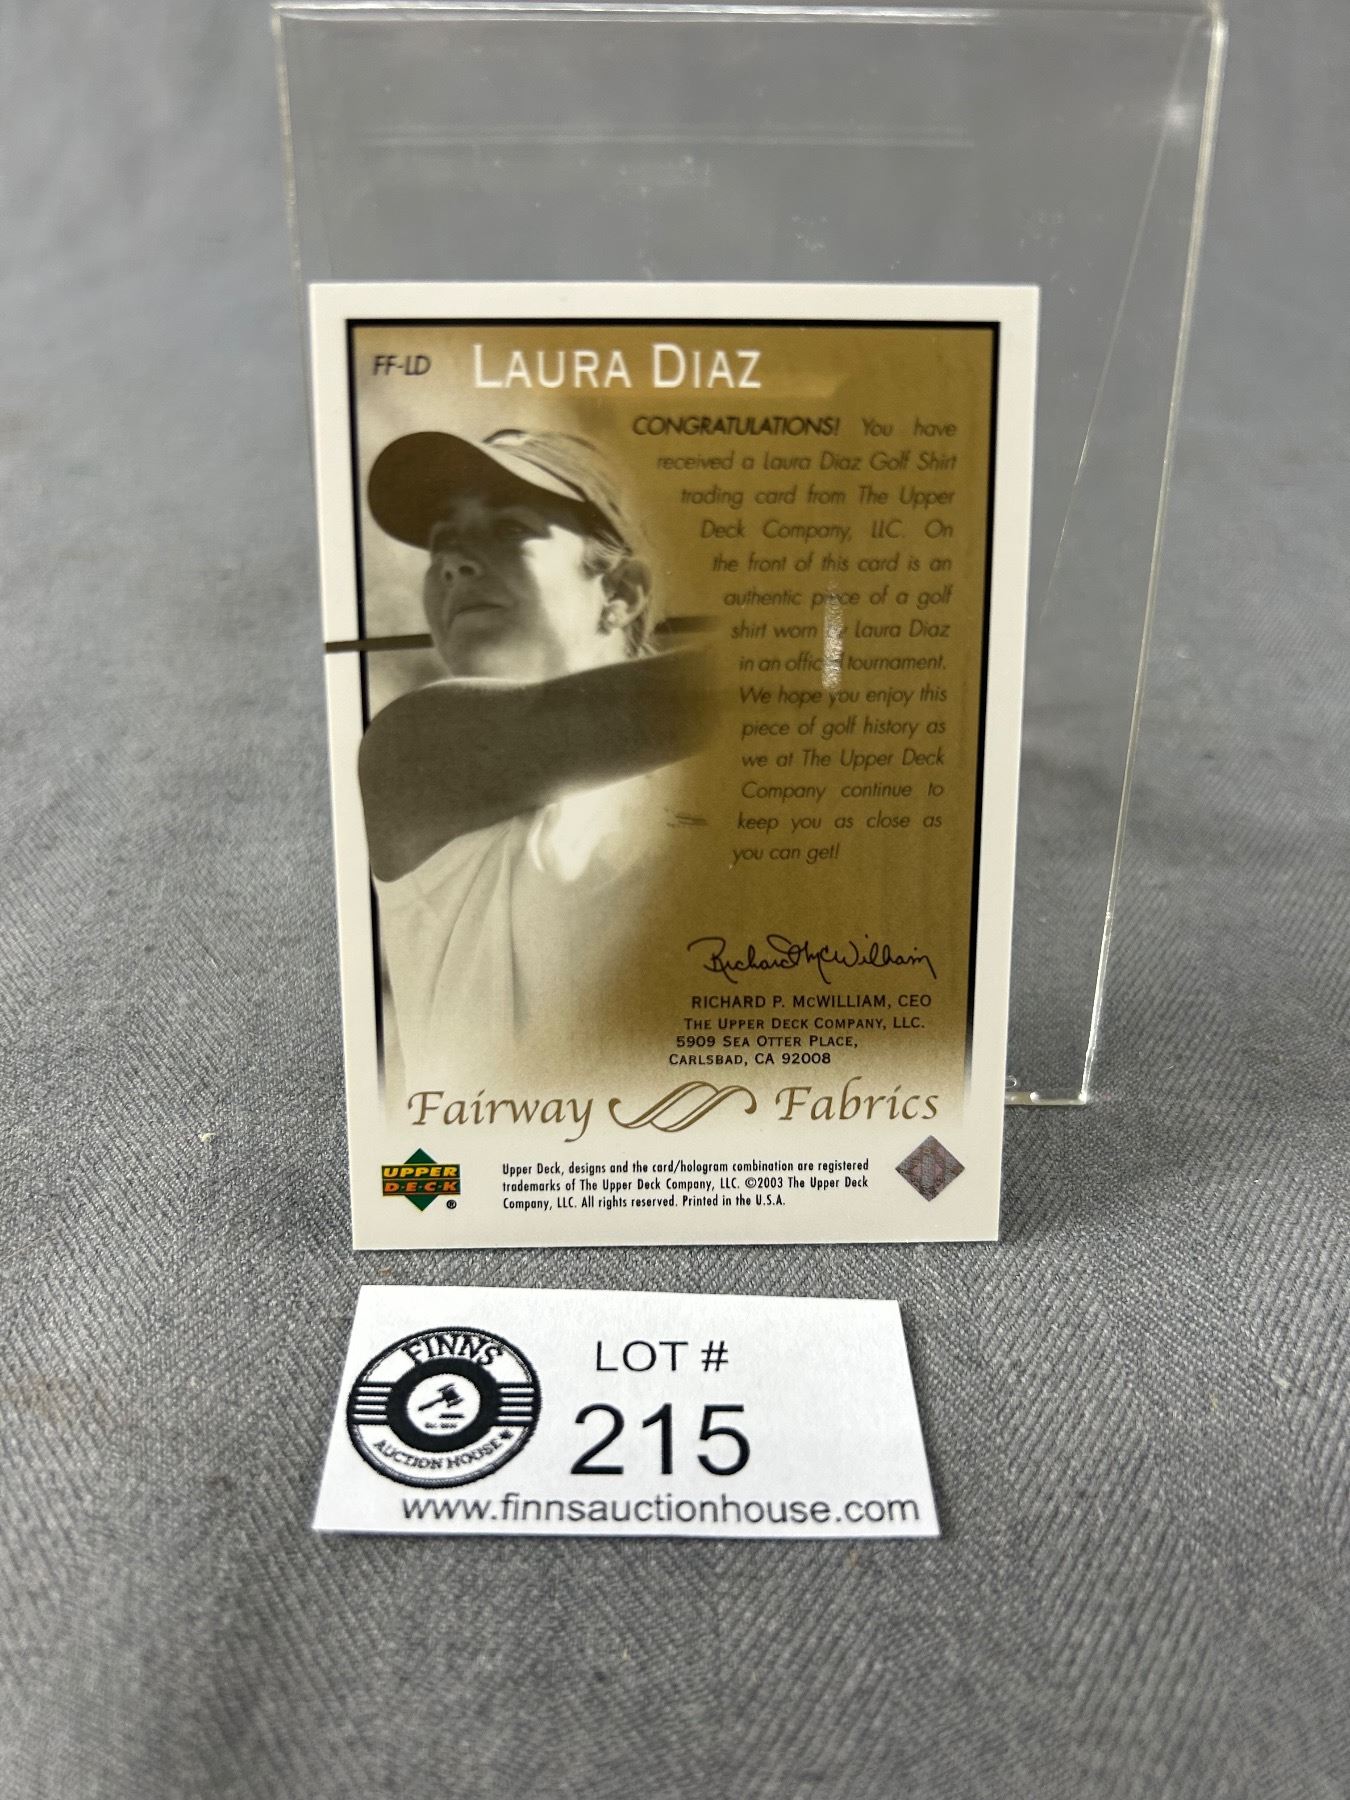 FF-LD LAURA DIAZ
CONGRATULATIONS! You have
received a Laura Diaz Golf Shirt
trading card from The Upper
Deck Company, LLC. On
the front of this card is an
authentic piece of a golf
shirt worn Laura Diaz
in an official tournament.
We hope you enjoy this
piece of golf history as
we at The Upper Deck
Company continue to
keep you as close as
you can get!
Richard McWilliam
RICHARD P. MCWILLIAM, CEO
THE UPPER DECK COMPANY, LLC.
5909 SEA OTTER PLACE,
CARLSBAD, CA 92008
Fairway Fabrics
UPPER
D·E·C·K
®
Upper Deck, designs and the card/hologram combination are registered
trademarks of The Upper Deck Company, LLC. ©2003 The Upper Deck
Company, LLC. All rights reserved. Printed in the U.S.A.
FINNS
AUCTION HOUSE
LOT #
215
www.finnsauctionhouse.com